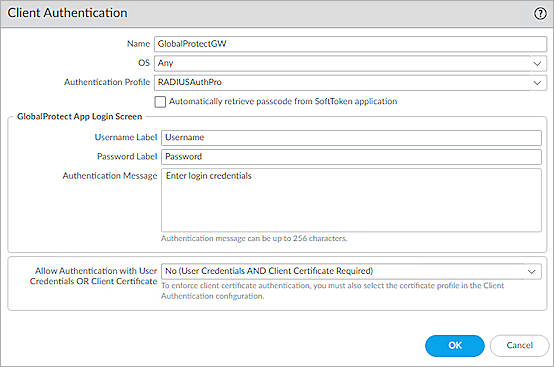 Client Authentication
Name GlobalProtectGW
OS Any
Authentication Profile RADIUSAuthPro
Automatically retrieve passcode from SoftToken application
GlobalProtect App Login Screen
Username Label Username
Password Label Password
Authentication Message Enter login credentials
Authentication message can be up to 256 characters.
Allow Authentication with User No (User Credentials AND Client Certificate Required)
Credentials OR Client Certificate
To enforce client certificate authentication, you must also select the certificate profile in the Client
Authentication configuration.
OK Cancel